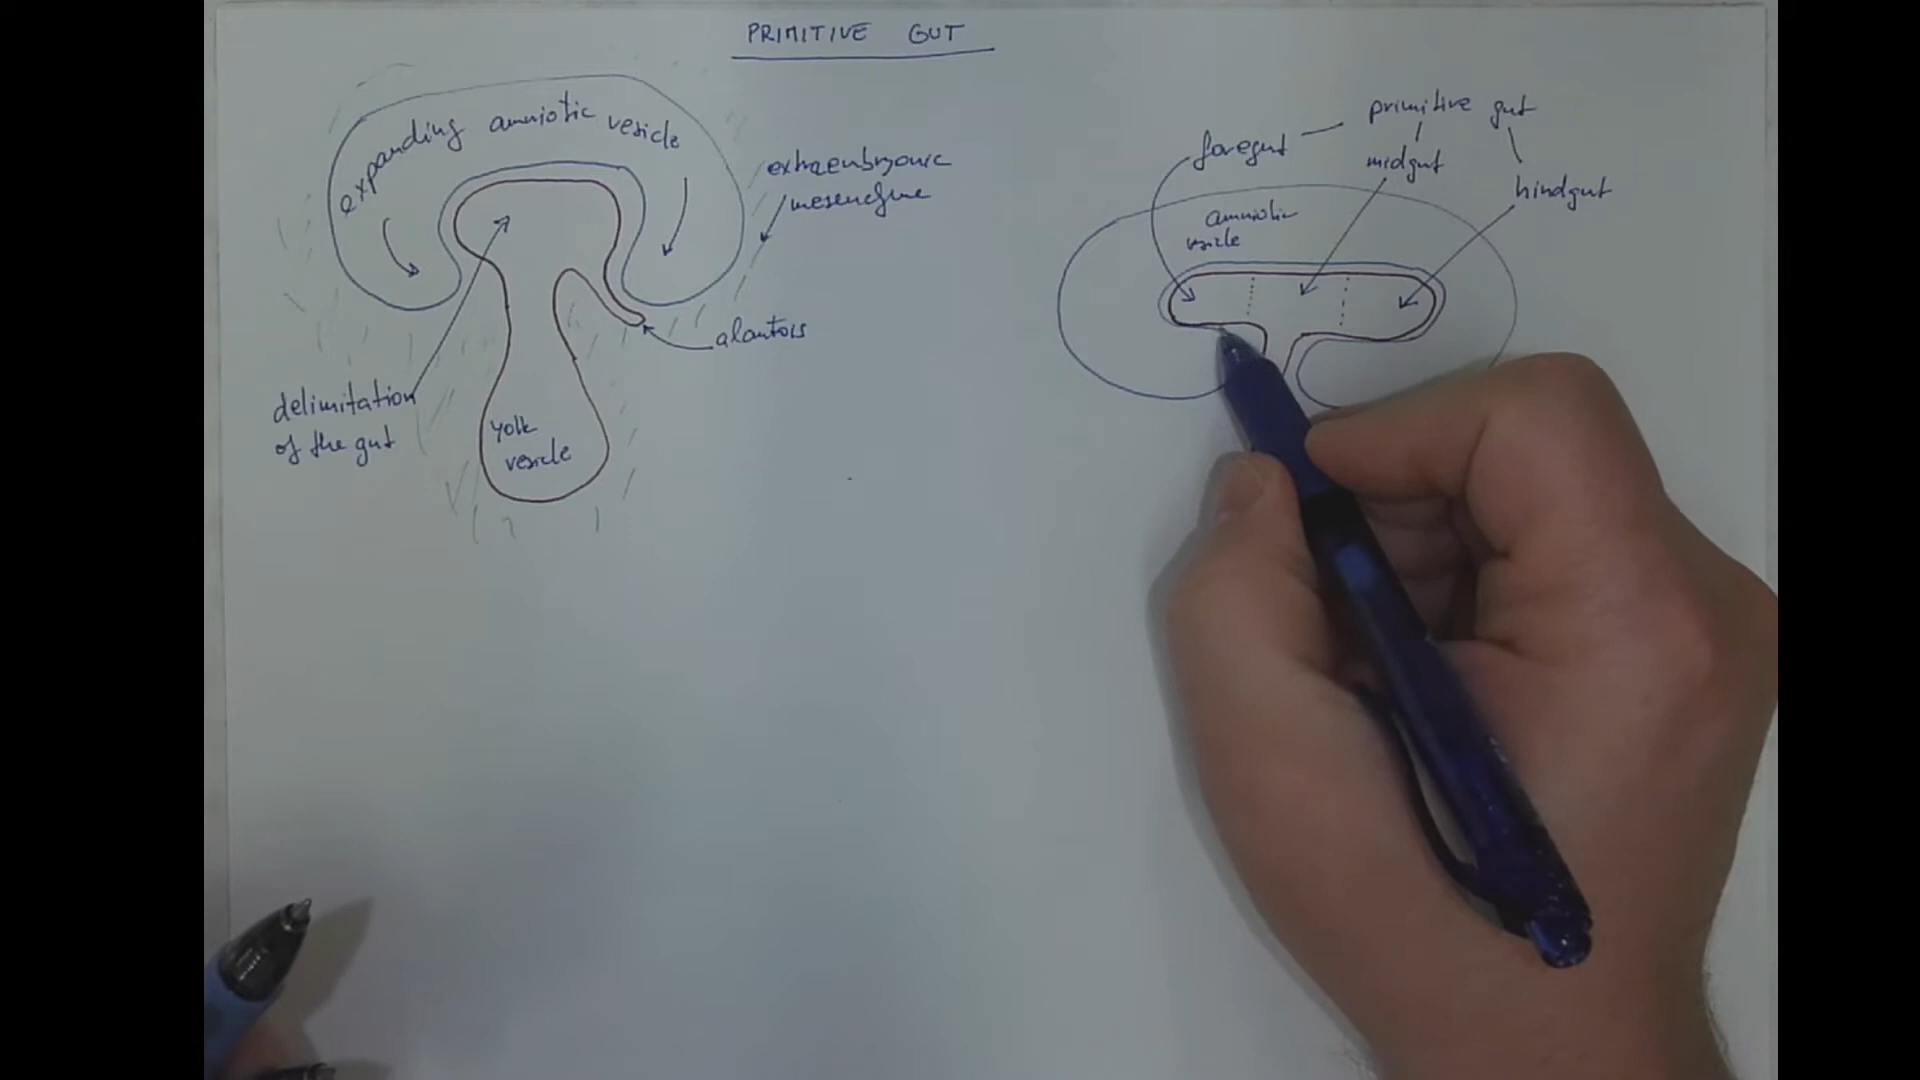 PRIMITIVE GUT
expanding amniotic vesicle
extraembryonic
mesenchyme
alantois
delimitation
of the gut
yolk
vesicle
primitive gut
foregut
midgut
hindgut
amniotic
vesicle